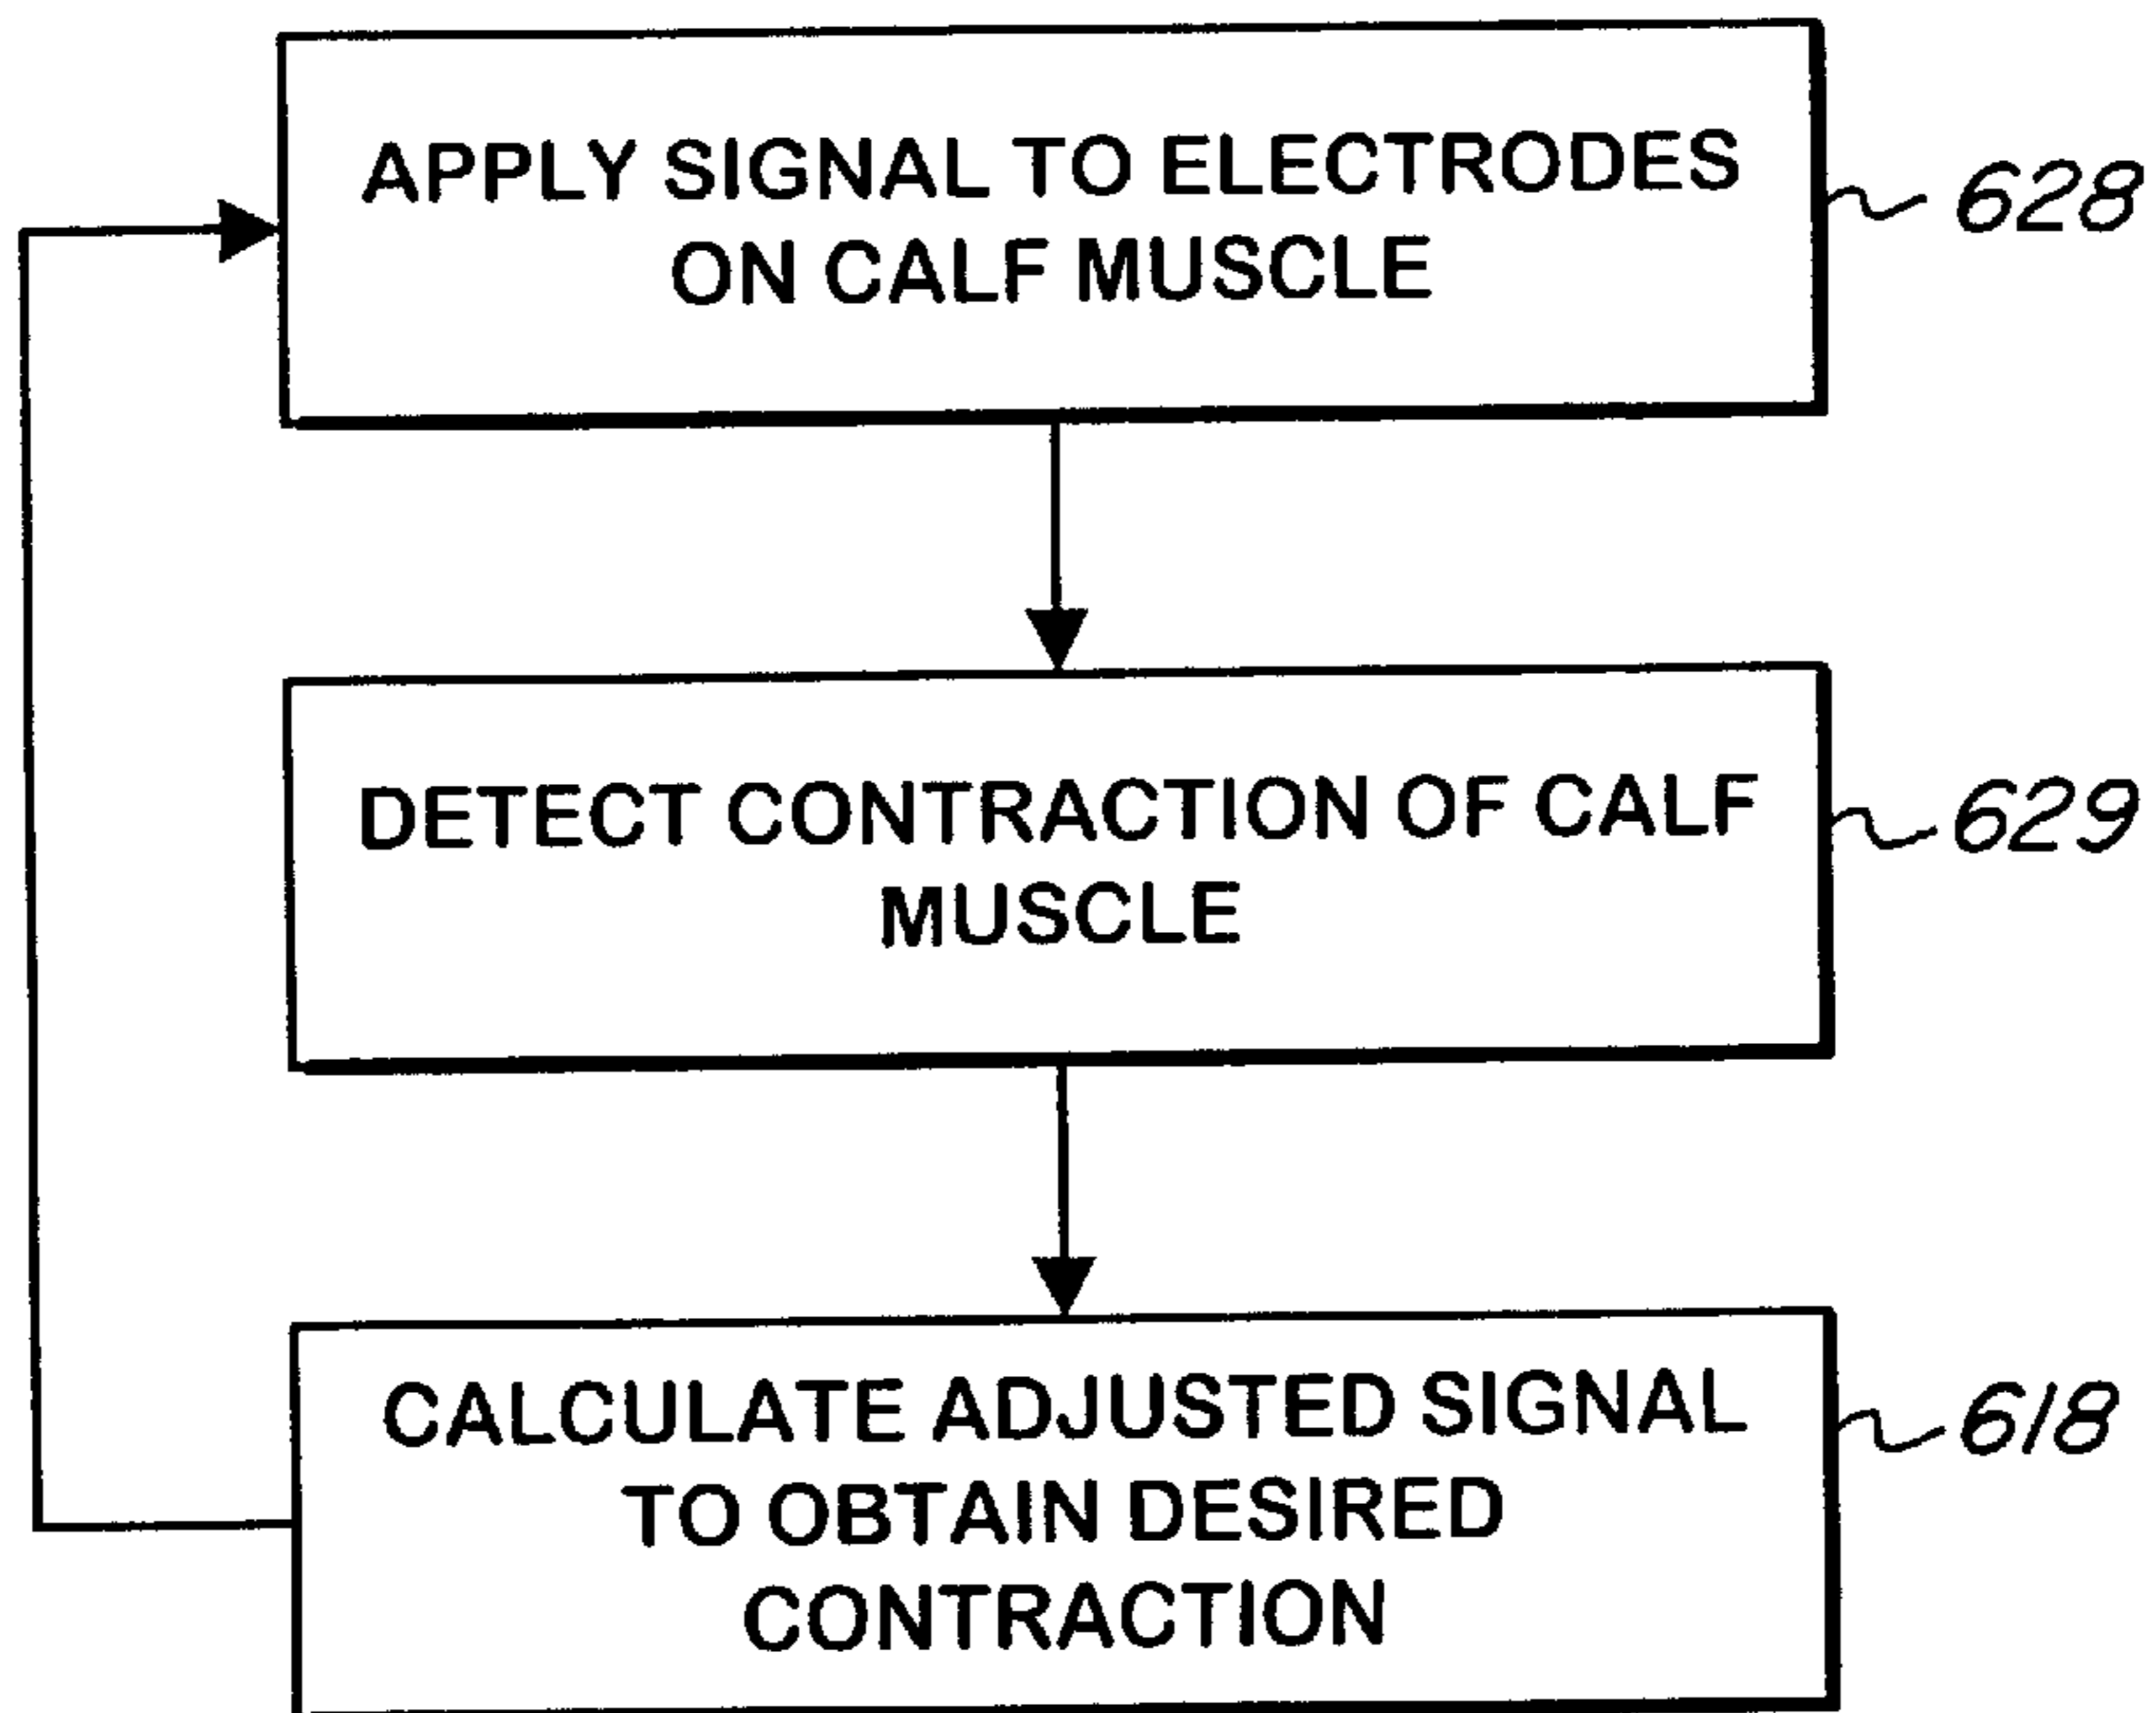 APPLY SIGNAL TO ELECTRODES
ON CALF MUSCLE
628
DETECT CONTRACTION OF CALF
MUSCLE
629
CALCULATE ADJUSTED SIGNAL
TO OBTAIN DESIRED
CONTRACTION
618